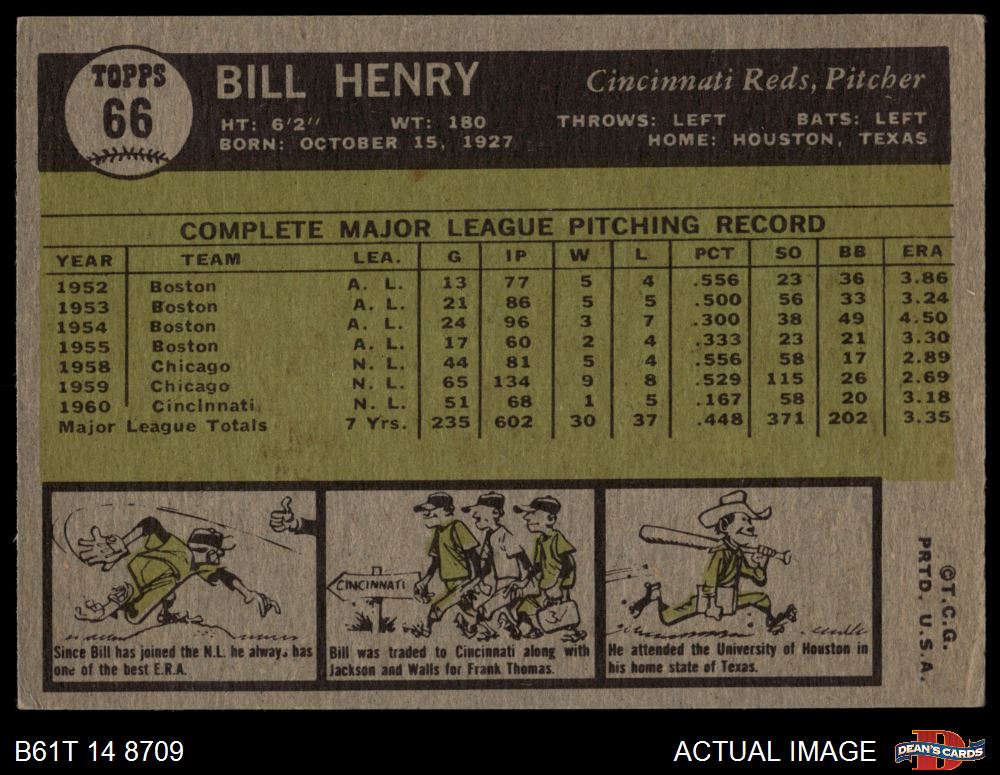 TOPPS
66
BILL HENRY
Cincinnati Reds, Pitcher
HT: 6'2" WT: 180 THROWS: LEFT BATS: LEFT
BORN: OCTOBER 15, 1927 HOME: HOUSTON, TEXAS
COMPLETE MAJOR LEAGUE PITCHING RECORD
YEAR TEAM LEA. G IP W L PCT SO BB ERA
1952 Boston A. L. 13 77 5 4 .556 23 36 3.86
1953 Boston A. L. 21 86 5 5 .500 56 33 3.24
1954 Boston A. L. 24 96 3 7 .300 38 49 4.50
1955 Boston A. L. 17 60 2 4 .333 23 21 3.30
1958 Chicago N. L. 44 81 5 4 .556 58 17 2.89
1959 Chicago N. L. 65 134 9 8 .529 115 26 2.69
1960 Cincinnati N. L. 51 68 1 5 .167 58 20 3.18
Major League Totals 7 Yrs. 235 602 30 37 .448 371 202 3.35
Since Bill has joined the N.L. he always has
one of the best E.R.A.
CINCINNATI
Bill was traded to Cincinnati along with
Jackson and Walls for Frank Thomas.
He attended the University of Houston in
his home state of Texas.
©T.C.G.
PRTD. U.S.A.
B61T 14 8709
ACTUAL IMAGE
D
DEAN'S CARDS